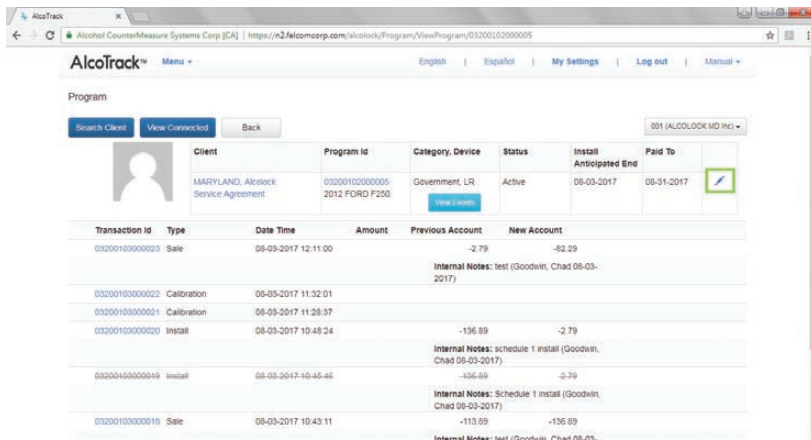 AlcoTrack
Alcohol CounterMeasure Systems Corp [CA] | https://n2.felcomcorp.com/alcolock/Program/ViewProgram/03200102000005
AlcoTrack™ Menu English | Español | My Settings | Log out | Manual
Program
Search Client View Connected Back 001 (ALCOLOCK MD Inc)
Client Program Id Category, Device Status Install Paid To
Anticipated End
MARYLAND, Alcolock 03200102000005 Government, LR Active 08-03-2017 08-31-2017
Service Agreement 2012 FORD F250
View Events
Transaction Id Type Date Time Amount Previous Account New Account
03200103000023 Sale 08-03-2017 12:11:00 -2.79 -82.29
Internal Notes: test (Goodwin, Chad 08-03-
2017)
03200103000022 Calibration 08-03-2017 11:32:01
03200103000021 Calibration 08-03-2017 11:28:37
03200103000020 Install 08-03-2017 10:48:24 -136.89 -2.79
Internal Notes: schedule 1 install (Goodwin,
Chad 08-03-2017)
03200103000019 Install 08-03-2017 10:45:46 -136.89 -2.79
Internal Notes: Schedule 1 install (Goodwin,
Chad 08-03-2017)
03200103000018 Sale 08-03-2017 10:43:11 -113.89 -136.89
Internal Notes: test (Goodwin, Chad 08-03-